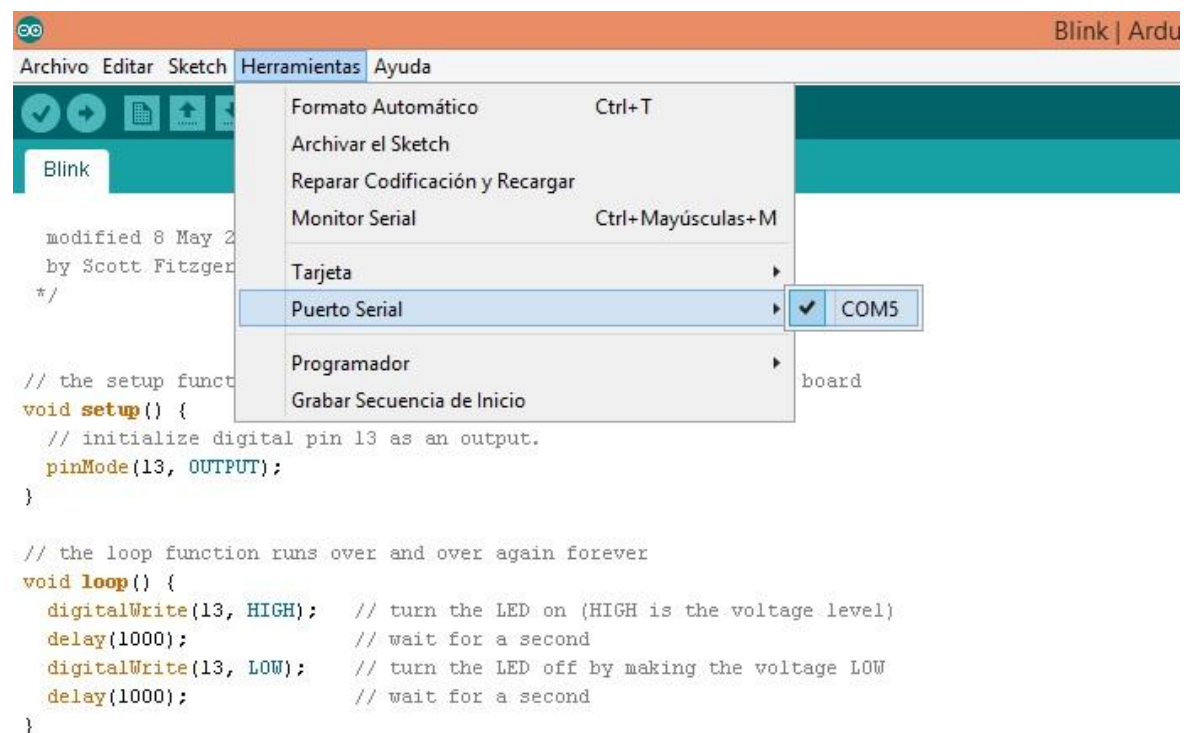 Blink | Ardu
Archivo Editar Sketch Herramientas Ayuda
Formato Automático Ctrl+T
Archivar el Sketch
Reparar Codificación y Recargar
Monitor Serial Ctrl+Mayúsculas+M
Tarjeta
Puerto Serial COM5
Programador
Grabar Secuencia de Inicio
Blink
modified 8 May 2
by Scott Fitzger
*/
// the setup funct board
void setup() {
// initialize digital pin 13 as an output.
pinMode(13, OUTPUT);
}
// the loop function runs over and over again forever
void loop() {
digitalWrite(13, HIGH); // turn the LED on (HIGH is the voltage level)
delay(1000); // wait for a second
digitalWrite(13, LOW); // turn the LED off by making the voltage LOW
delay(1000); // wait for a second
}